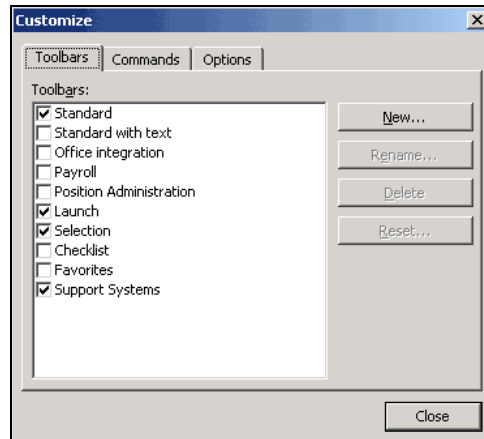 Customize
Toolbars Commands Options
Toolbars:
Standard
Standard with text
Office integration
Payroll
Position Administration
Launch
Selection
Checklist
Favorites
Support Systems
New...
Rename...
Delete
Reset...
Close